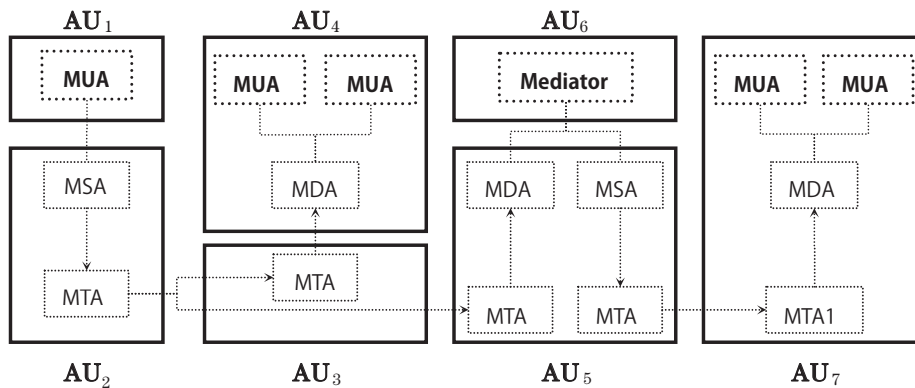 AU₁ AU₄ AU₆
MUA MUA MUA Mediator MUA MUA
MSA MDA MDA MSA MDA
MTA
MTA MTA MTA MTA1
AU₂ AU₃ AU₅ AU₇